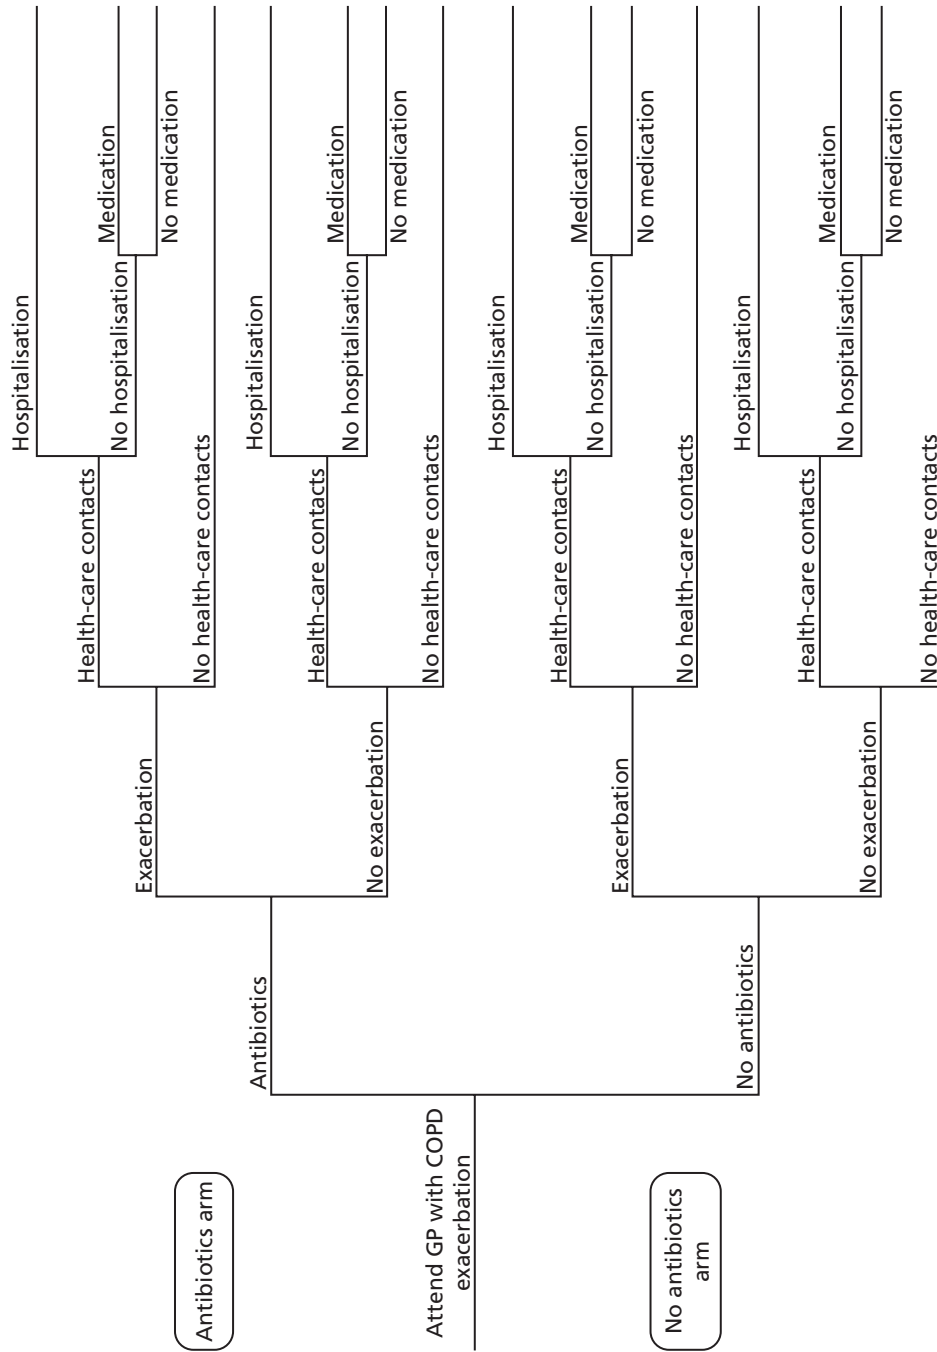 Antibiotics arm
Attend GP with COPD
exacerbation
No antibiotics
arm
Antibiotics
No antibiotics
Exacerbation
No exacerbation
Exacerbation
No exacerbation
Health-care contacts
No health-care contacts
Health-care contacts
No health-care contacts
Health-care contacts
No health-care contacts
Health-care contacts
No health-care contacts
Hospitalisation
No hospitalisation
Hospitalisation
No hospitalisation
Hospitalisation
No hospitalisation
Hospitalisation
No hospitalisation
Medication
No medication
Medication
No medication
Medication
No medication
Medication
No medication